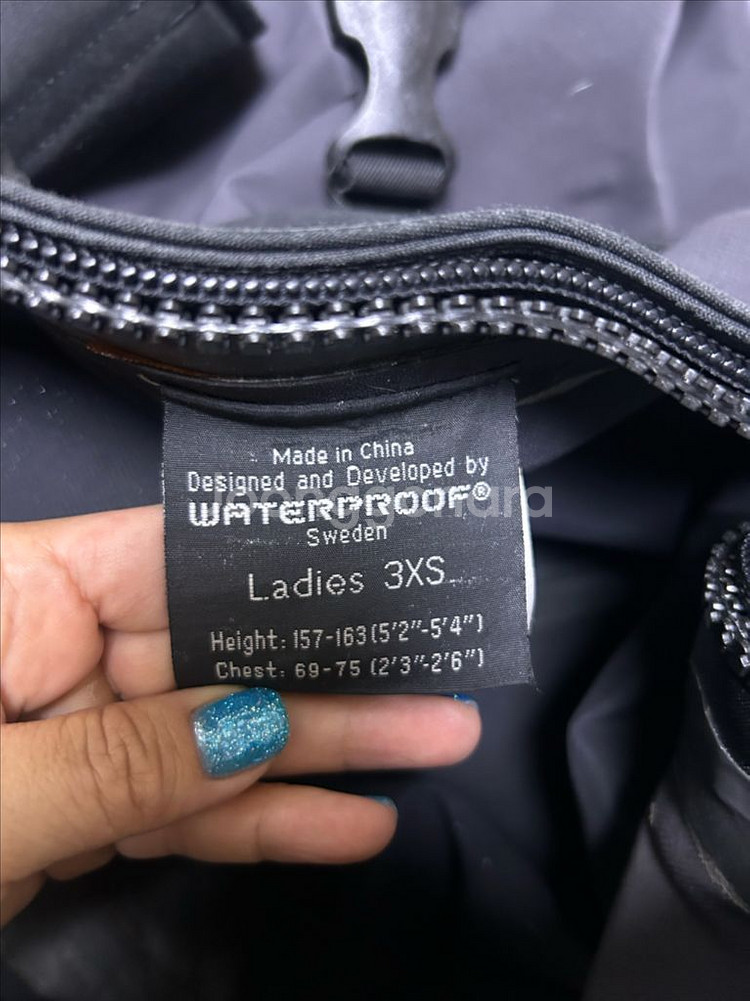 Made in China
Designed and Developed by
WATERPROOF®
Sweden
Ladies 3XS
Height: 157-163 (5'2"-5'4")
Chest: 69-75 (2'3"-2'6")